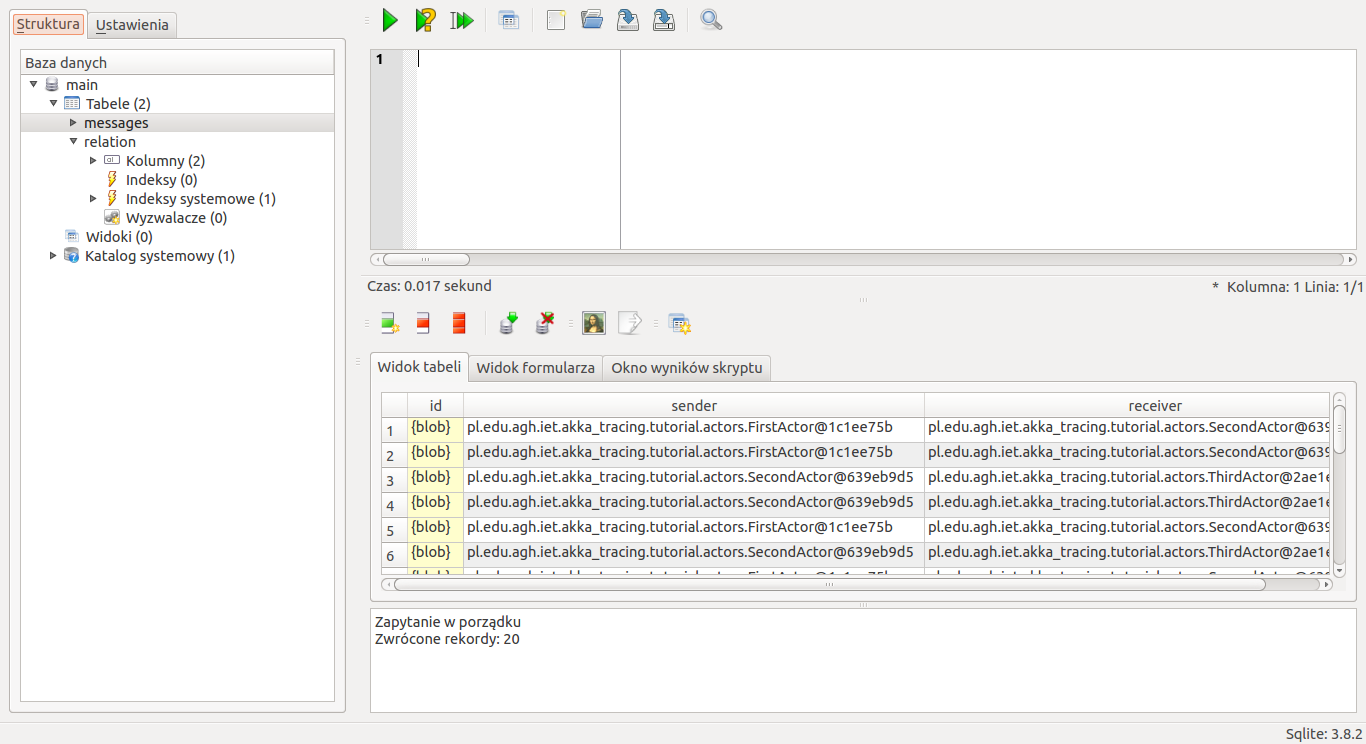 Struktura
Ustawienia
Baza danych
main
Tabele (2)
messages
relation
Kolumny (2)
Indeksy (0)
Indeksy systemowe (1)
Wyzwalacze (0)
Widoki (0)
Katalog systemowy (1)
1
Czas: 0.017 sekund
* Kolumna: 1 Linia: 1/1
Widok tabeli Widok formularza Okno wyników skryptu
id sender receiver
1 {blob} pl.edu.agh.iet.akka_tracing.tutorial.actors.FirstActor@1c1ee75b pl.edu.agh.iet.akka_tracing.tutorial.actors.SecondActor@639
2 {blob} pl.edu.agh.iet.akka_tracing.tutorial.actors.FirstActor@1c1ee75b pl.edu.agh.iet.akka_tracing.tutorial.actors.SecondActor@639
3 {blob} pl.edu.agh.iet.akka_tracing.tutorial.actors.SecondActor@639eb9d5 pl.edu.agh.iet.akka_tracing.tutorial.actors.ThirdActor@2ae1e
4 {blob} pl.edu.agh.iet.akka_tracing.tutorial.actors.SecondActor@639eb9d5 pl.edu.agh.iet.akka_tracing.tutorial.actors.ThirdActor@2ae1e
5 {blob} pl.edu.agh.iet.akka_tracing.tutorial.actors.FirstActor@1c1ee75b pl.edu.agh.iet.akka_tracing.tutorial.actors.SecondActor@639
6 {blob} pl.edu.agh.iet.akka_tracing.tutorial.actors.SecondActor@639eb9d5 pl.edu.agh.iet.akka_tracing.tutorial.actors.ThirdActor@2ae1e
Zapytanie w porządku
Zwrócone rekordy: 20
Sqlite: 3.8.2